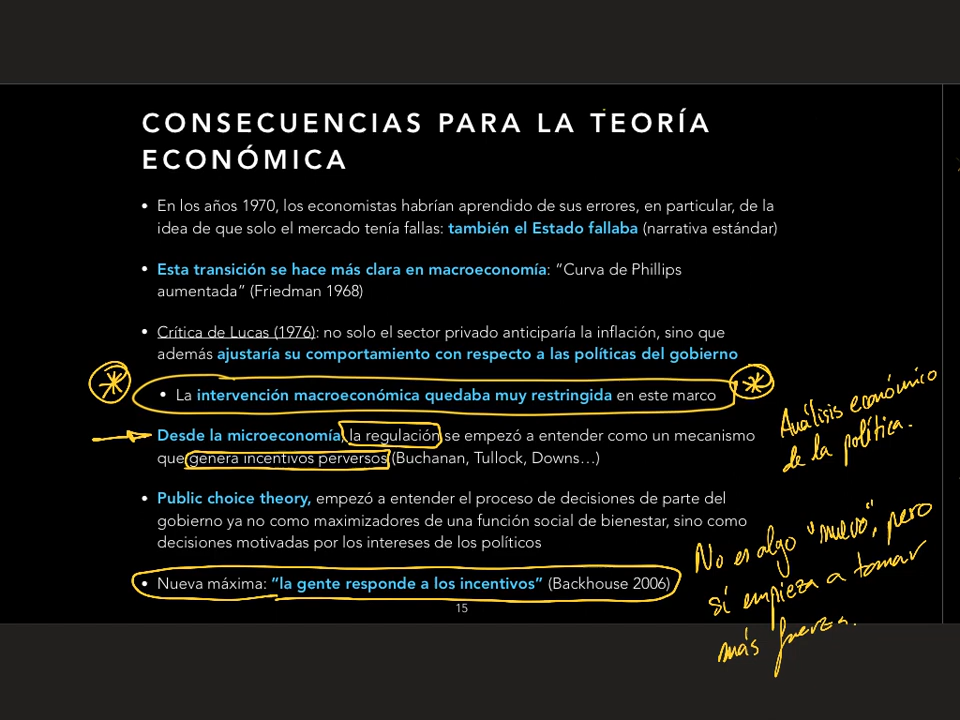 CONSECUENCIAS PARA LA TEORÍA
ECONÓMICA
• En los años 1970, los economistas habrían aprendido de sus errores, en particular, de la
idea de que solo el mercado tenía fallas: también el Estado fallaba (narrativa estándar)
• Esta transición se hace más clara en macroeconomía: “Curva de Phillips
aumentada” (Friedman 1968)
• Crítica de Lucas (1976): no solo el sector privado anticiparía la inflación, sino que
además ajustaría su comportamiento con respecto a las políticas del gobierno
• La intervención macroeconómica quedaba muy restringida en este marco
• Desde la microeconomía, la regulación se empezó a entender como un mecanismo
que genera incentivos perversos (Buchanan, Tullock, Downs…)
• Public choice theory, empezó a entender el proceso de decisiones de parte del
gobierno ya no como maximizadores de una función social de bienestar, sino como
decisiones motivadas por los intereses de los políticos
• Nueva máxima: “la gente responde a los incentivos” (Backhouse 2006)
15
Análisis económico
de la política.
No es algo "nuevo", pero
sí empieza a tomar
más fuerza.